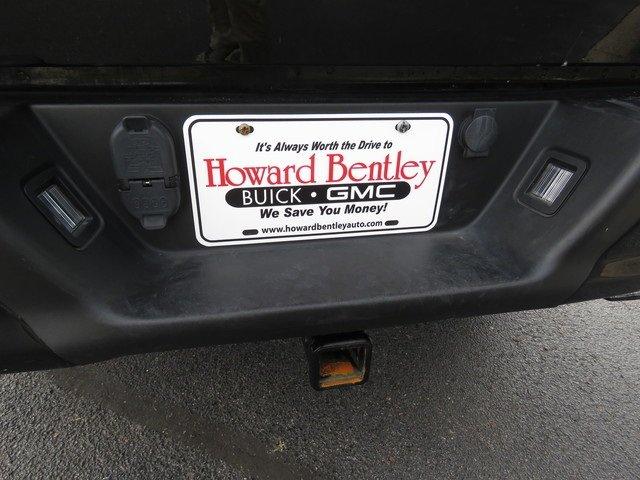 It's Always Worth the Drive to
Howard Bentley
BUICK • GMC
We Save You Money!
www.howardbentleyauto.com